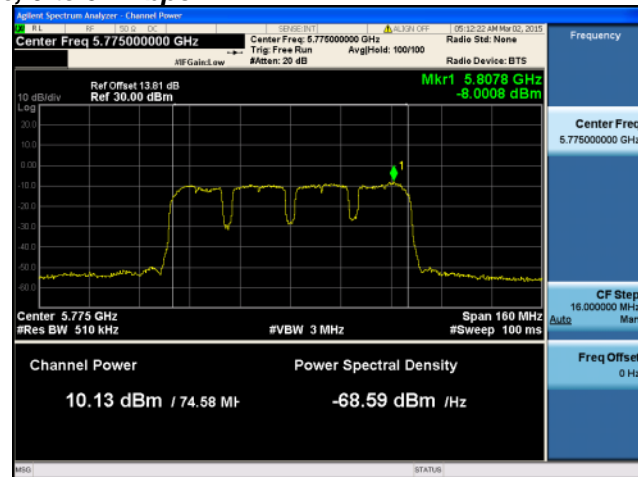 Agilent Spectrum Analyzer - Channel Power
RL RF 50 Ω DC SENSE:INT ALIGN OFF 05:12:22 AM Mar 02, 2015
Center Freq 5.775000000 GHz
Center Freq: 5.775000000 GHz Radio Std: None
Trig: Free Run Avg|Hold: 100/100
#IFGain:Low #Atten: 20 dB Radio Device: BTS
Frequency
Mkr1 5.8078 GHz
-8.0008 dBm
Ref Offset 13.81 dB
10 dB/div Ref 30.00 dBm
Log
20.0
10.0
0.00
-10.0
-20.0
-30.0
-40.0
-50.0
-60.0
1
Center 5.775 GHz Span 160 MHz
#Res BW 510 kHz #VBW 3 MHz #Sweep 100 ms
Channel Power Power Spectral Density
10.13 dBm / 74.58 MH -68.59 dBm /Hz
Center Freq
5.775000000 GHz
CF Step
16.000000 MHz
Auto Man
Freq Offset
0 Hz
MSG STATUS